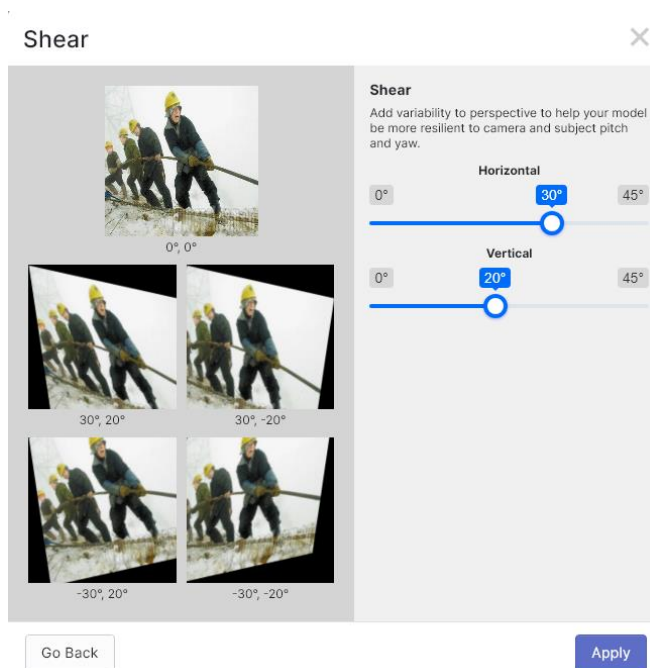 Shear
0°, 0°
30°, 20°
30°, -20°
-30°, 20°
-30°, -20°
Shear
Add variability to perspective to help your model
be more resilient to camera and subject pitch
and yaw.
Horizontal
0°
30°
45°
Vertical
0°
20°
45°
Go Back
Apply